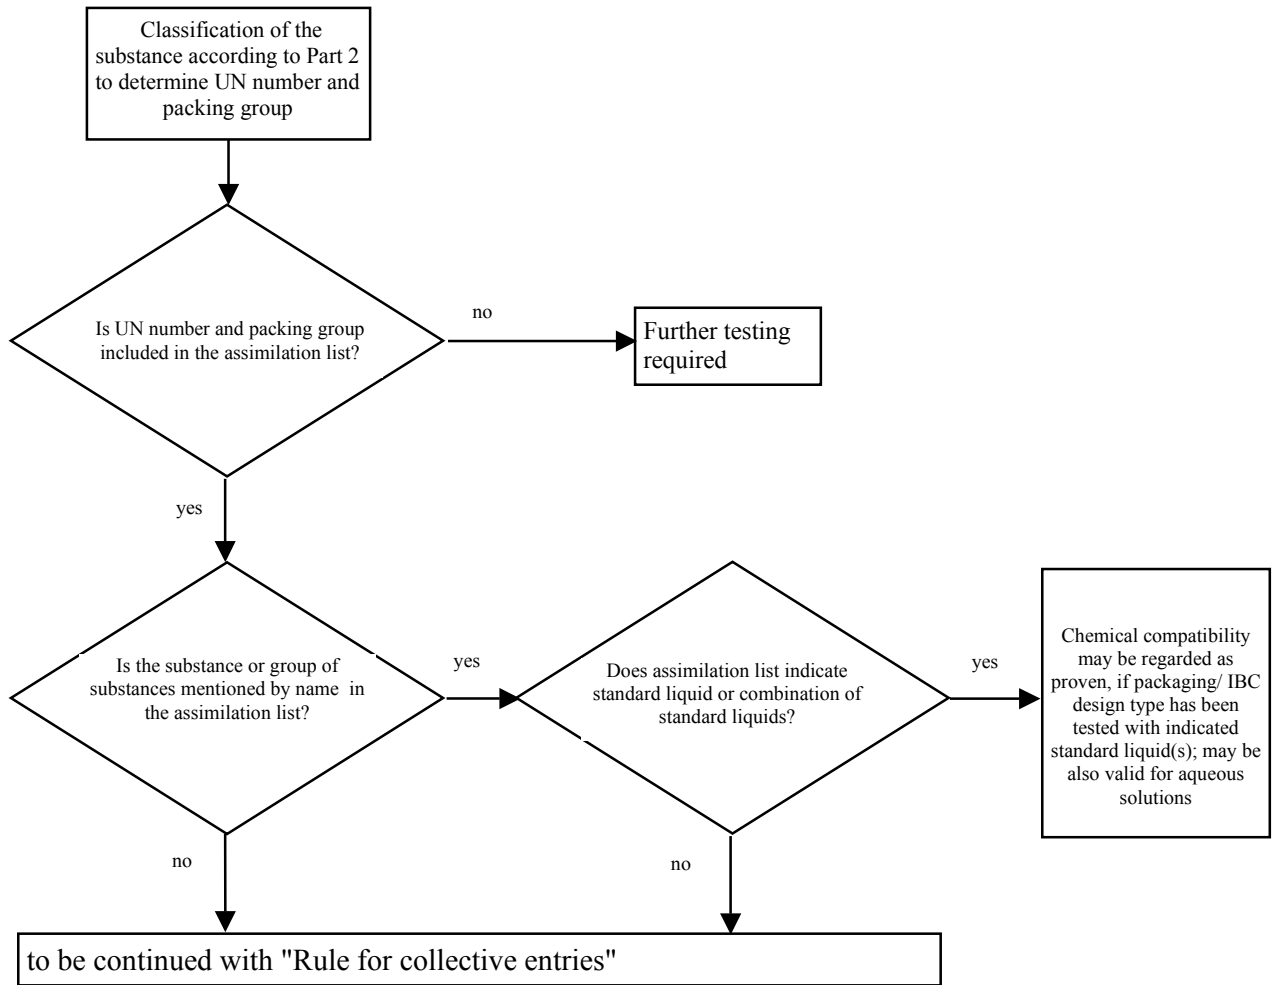 Classification of the
substance according to Part 2
to determine UN number and
packing group
Is UN number and packing group
included in the assimilation list?
no
Further testing
required
yes
Is the substance or group of
substances mentioned by name in
the assimilation list?
yes
Does assimilation list indicate
standard liquid or combination of
standard liquids?
yes
Chemical compatibility
may be regarded as
proven, if packaging/ IBC
design type has been
tested with indicated
standard liquid(s); may be
also valid for aqueous
solutions
no
no
to be continued with "Rule for collective entries"